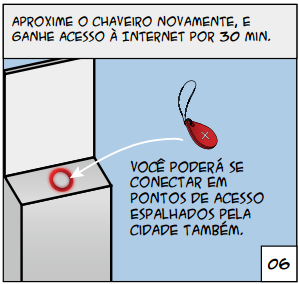 APROXIME O CHAVEIRO NOVAMENTE, E
GANHE ACESSO À INTERNET POR 30 MIN.
VOCÊ PODERÁ SE
CONECTAR EM
PONTOS DE ACESSO
ESPALHADOS PELA
CIDADE TAMBÉM.
06